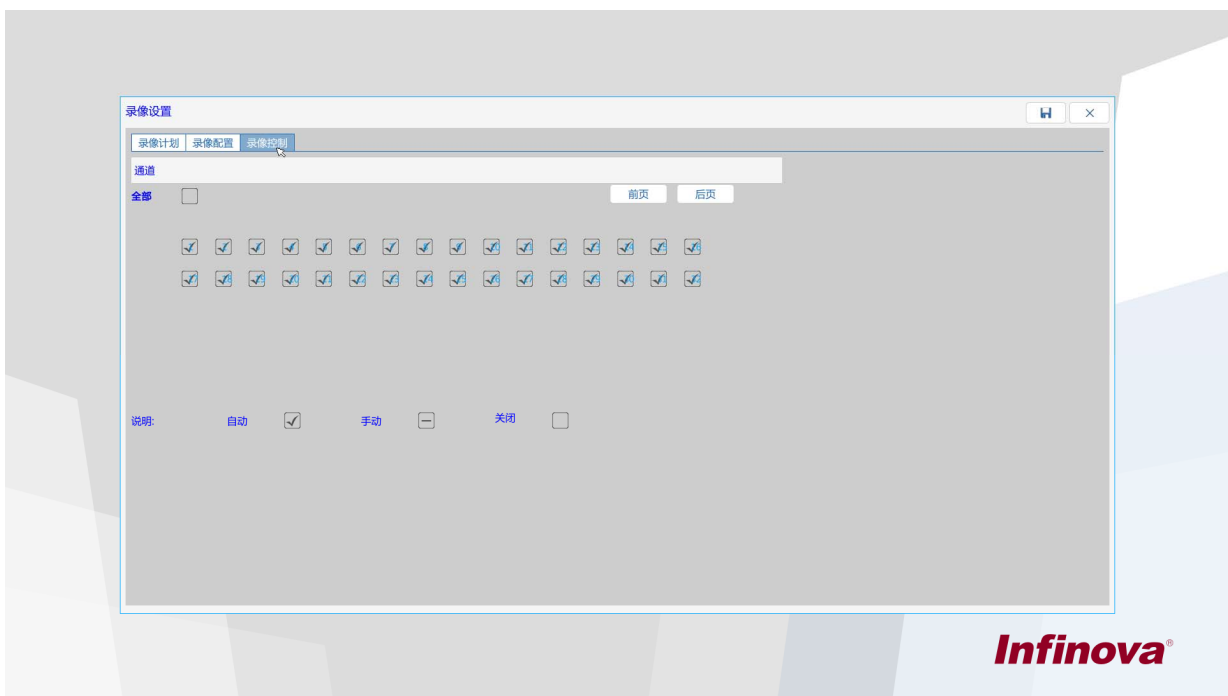 录像设置
录像计划 录像配置 录像控制
通道
全部 前页 后页
说明: 自动 手动 关闭
Infinova®